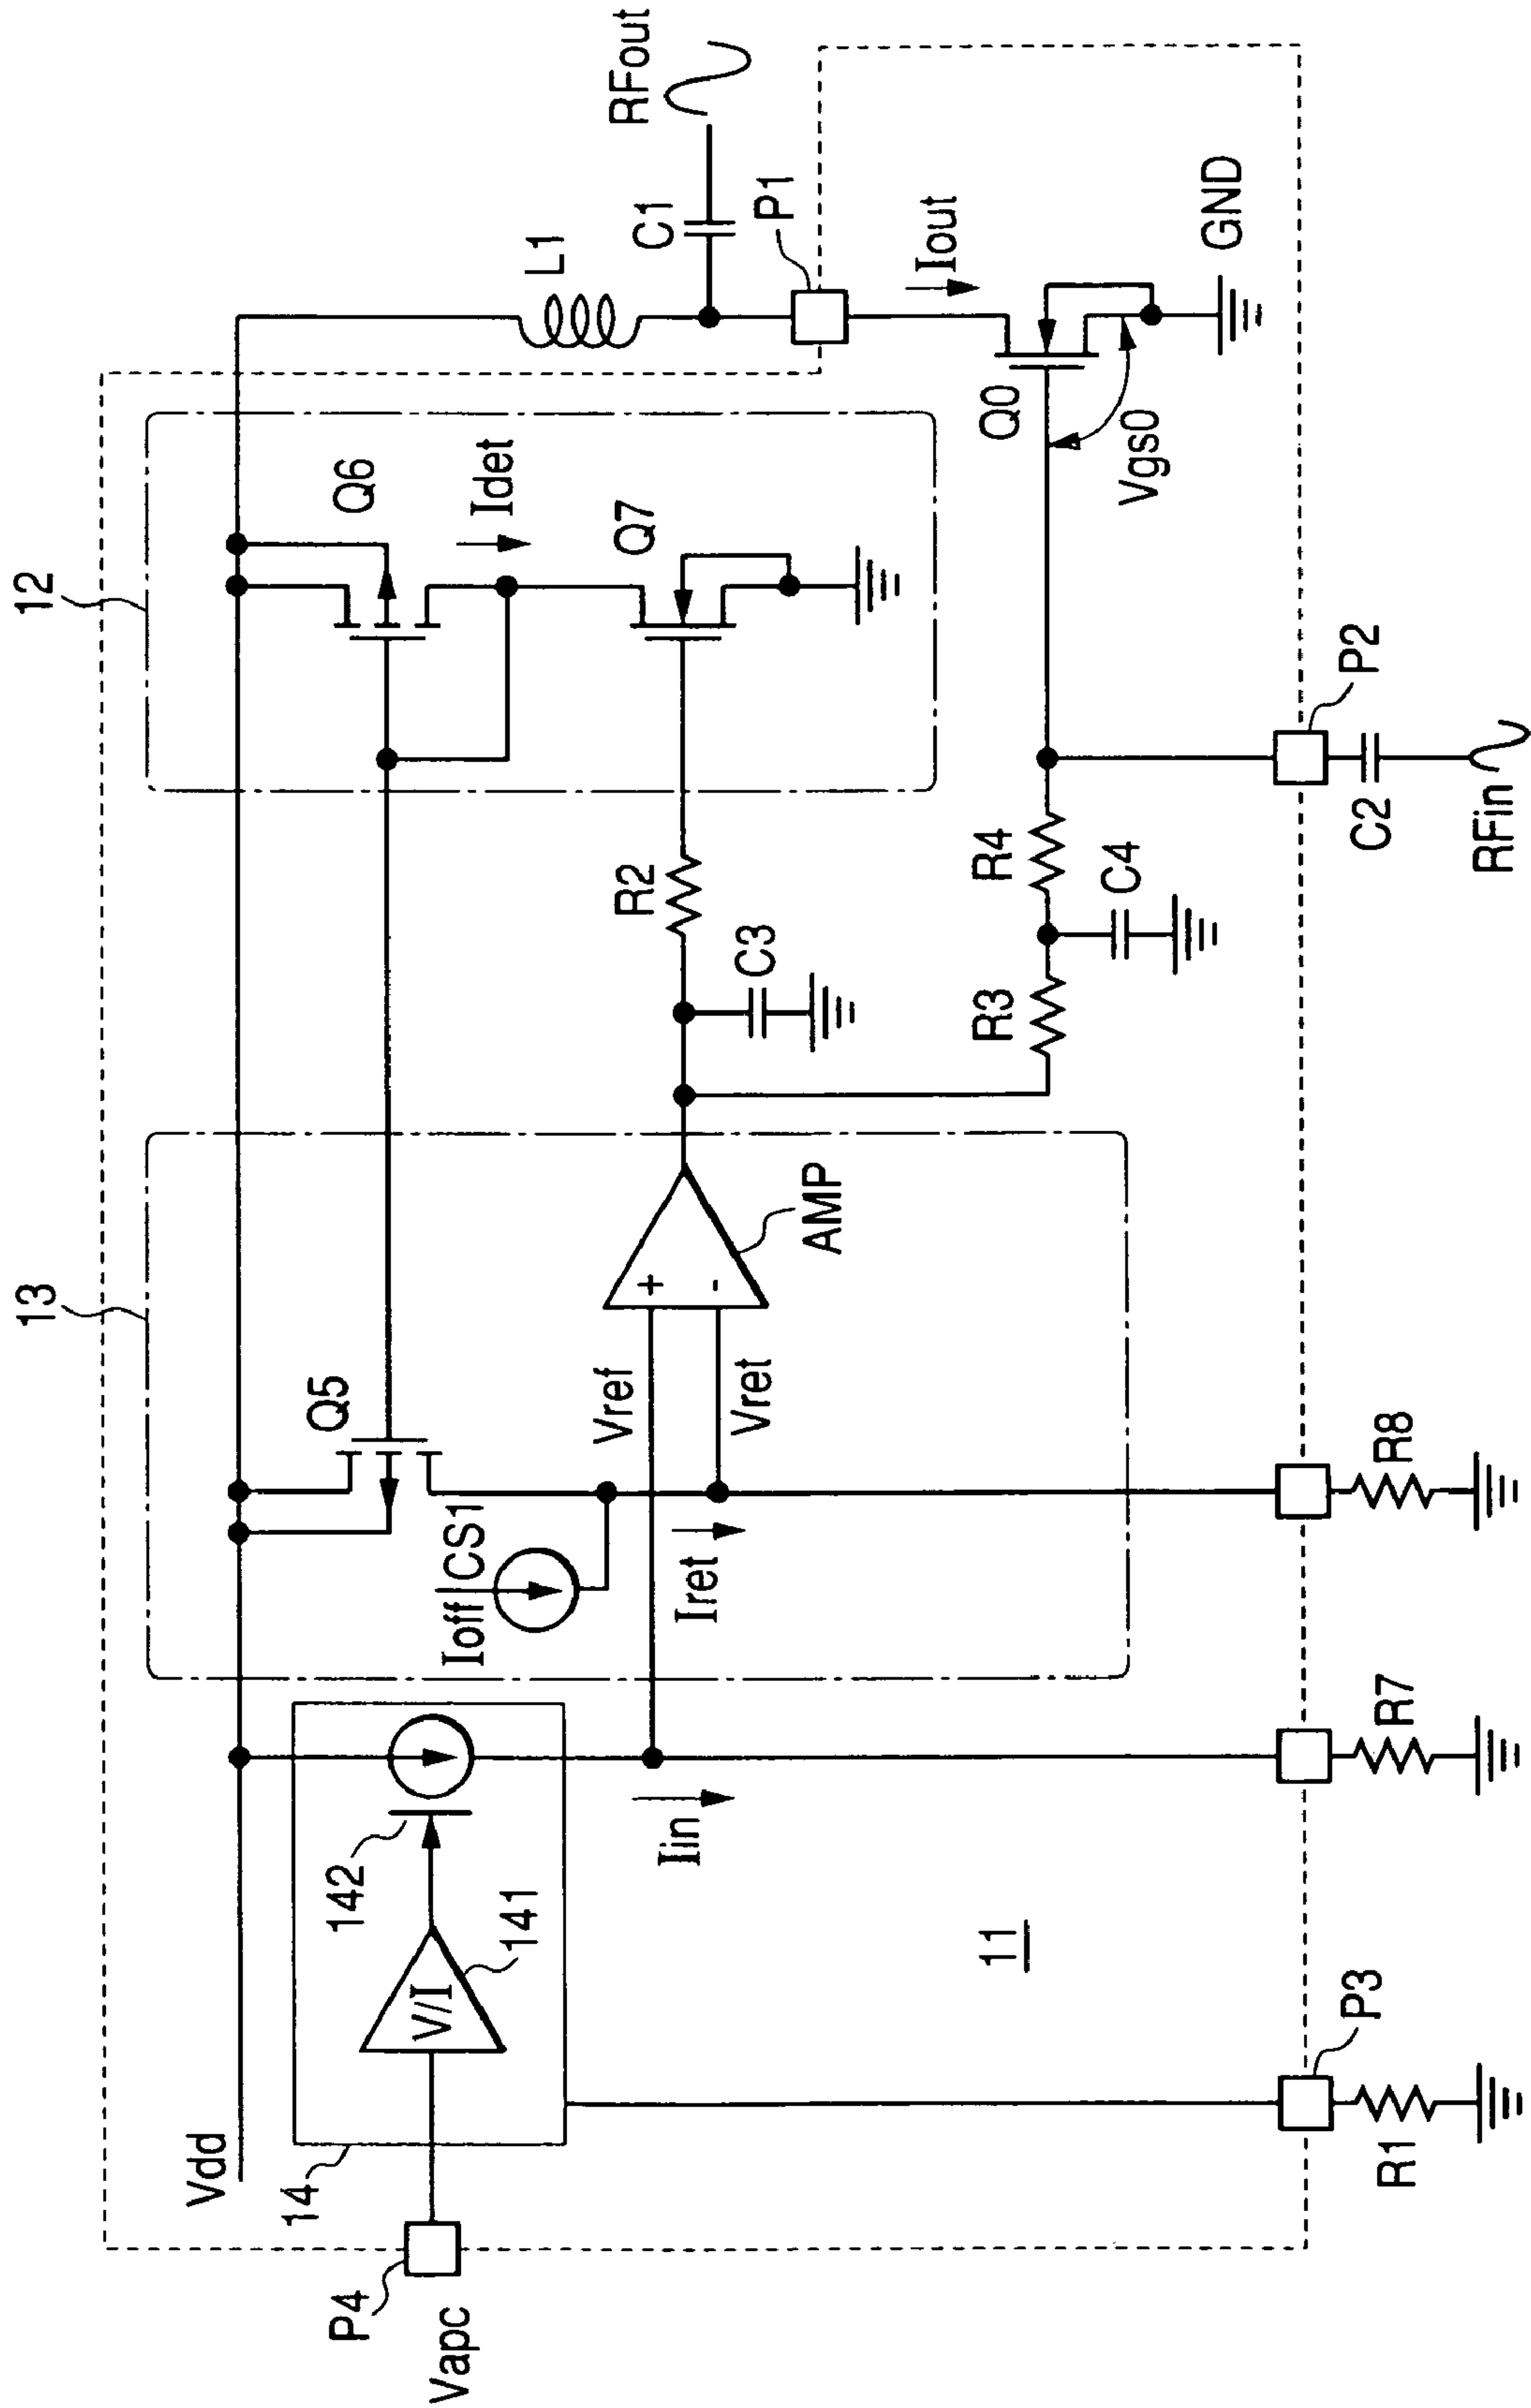 12
13
RFout
C1
P1
L1
Iout
GND
Q6
Idet
Q7
Q0
Vgs0
P2
C2
RFin
R2
C3
R4
C4
R3
AMP
+
-
Q5
Vref
Vret
Ioff
CS1
Iret
R8
R7
Iin
142
141
V/I
11
Vdd
14
P3
R1
P4
Vapc